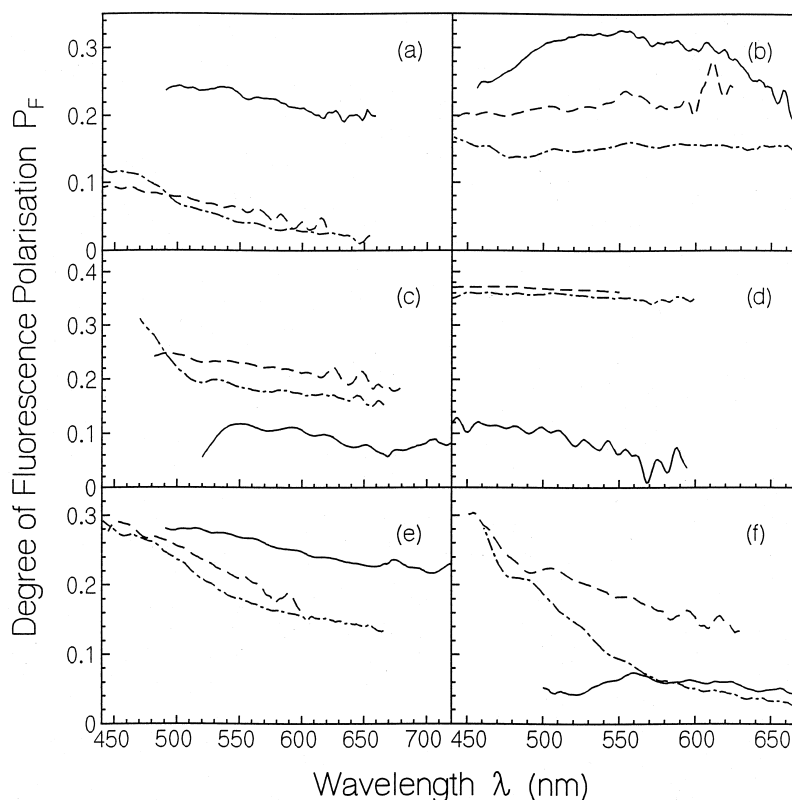 Degree of Fluorescence Polarisation P_F
0.3
0.2
0.1
0
(a)
(b)
0.4
0.3
0.2
0.1
0
(c)
(d)
0.3
0.2
0.1
0
(e)
(f)
450 500 550 600 650 700 450 500 550 600 650
Wavelength λ (nm)